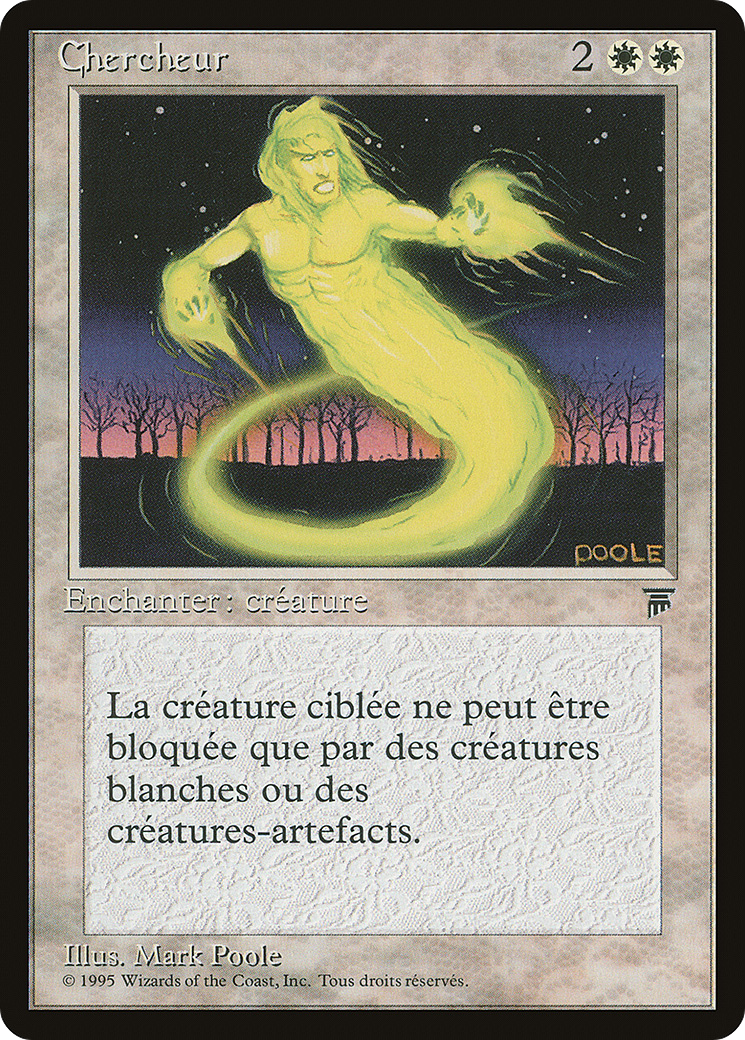 Chercheur 2
POOLE
Enchanter : créature
La créature ciblée ne peut être
bloquée que par des créatures
blanches ou des
créatures-artefacts.
Illus. Mark Poole
© 1995 Wizards of the Coast, Inc. Tous droits réservés.